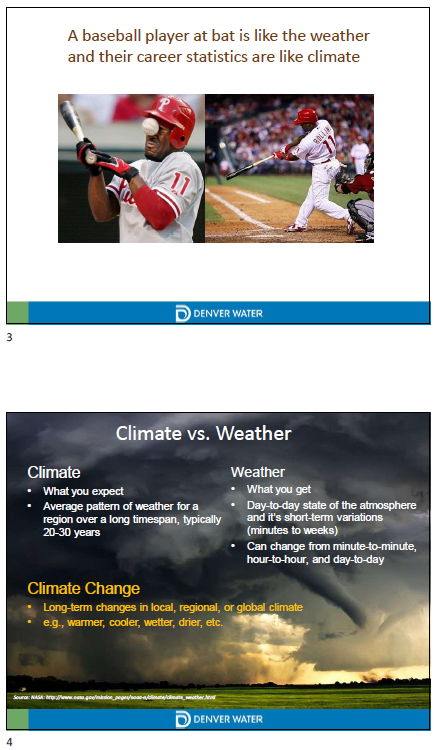 A baseball player at bat is like the weather
and their career statistics are like climate
P
11
ROLLINS
11
DENVER WATER
3
Climate vs. Weather
Climate
• What you expect
• Average pattern of weather for a
region over a long timespan, typically
20-30 years
Weather
• What you get
• Day-to-day state of the atmosphere
and it's short-term variations
(minutes to weeks)
• Can change from minute-to-minute,
hour-to-hour, and day-to-day
Climate Change
• Long-term changes in local, regional, or global climate
• e.g., warmer, cooler, wetter, drier, etc.
Source: NASA: http://www.nasa.gov/mission_pages/noaa-n/climate/climate_weather.html
DENVER WATER
4